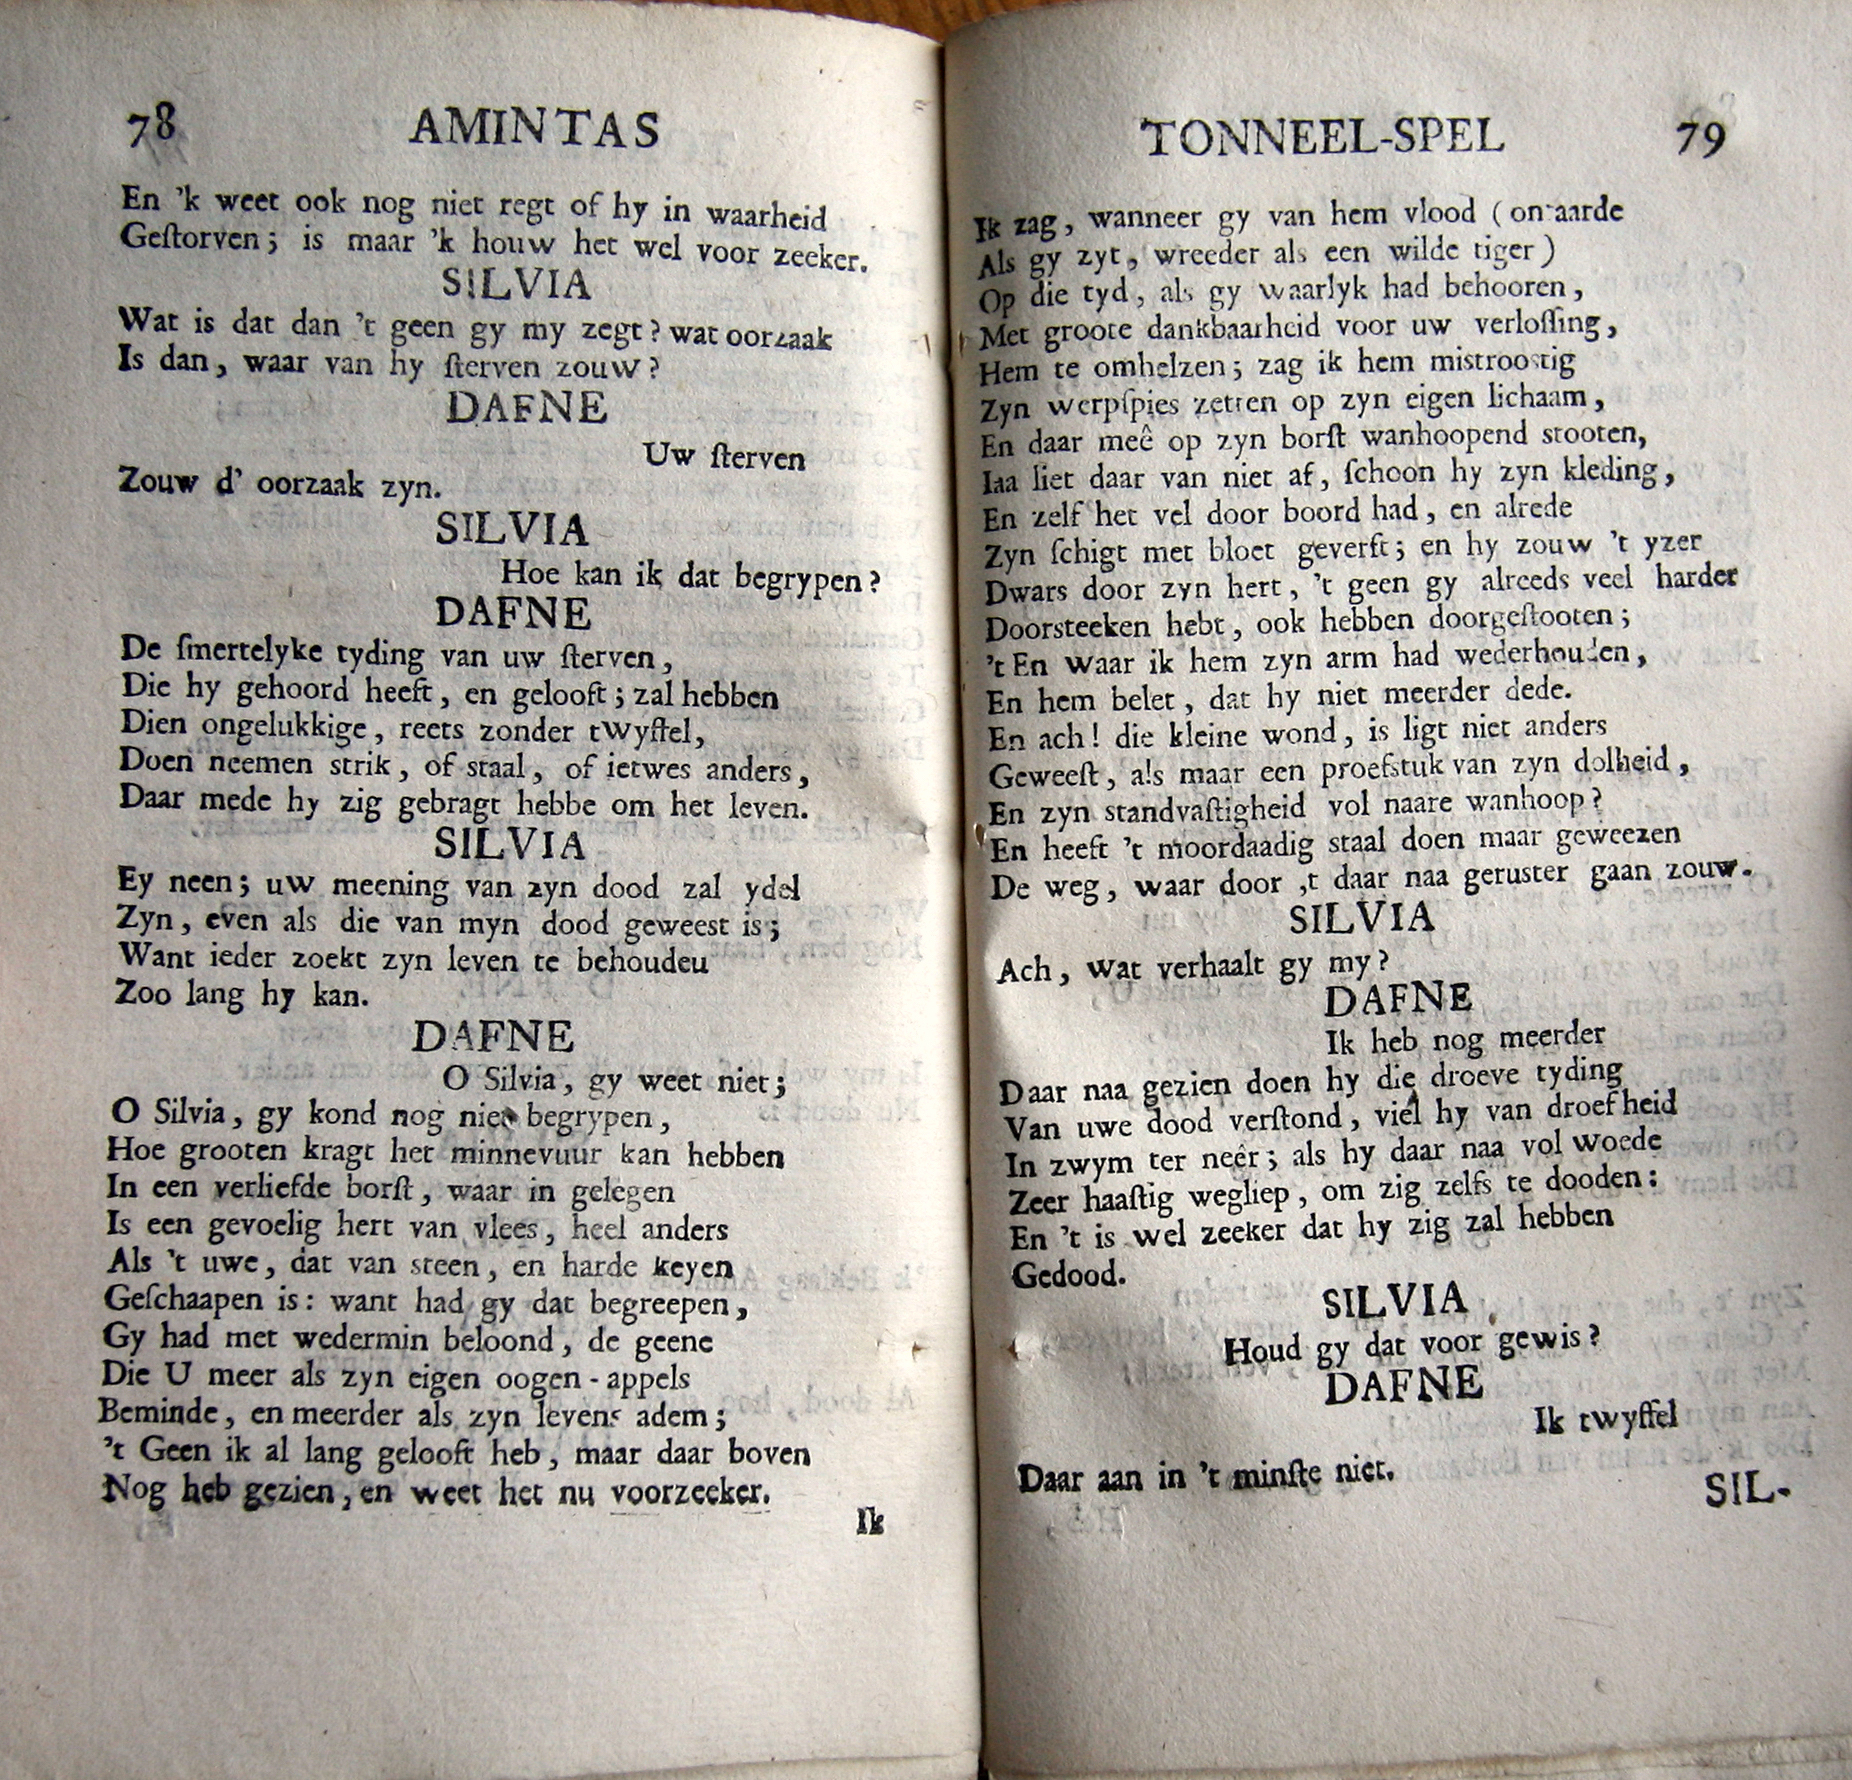 78 AMINTAS
En 'k weet ook nog niet regt of hy in waarheid
Geſtorven; is maar 'k houw het wel voor zeeker.
SILVIA
Wat is dat dan 't geen gy my zegt? wat oorzaak
Is dan, waar van hy ſterven zouw?
DAFNE
Uw ſterven
Zouw d' oorzaak zyn.
SILVIA
Hoe kan ik dat begrypen?
DAFNE
De ſmertelyke tyding van uw ſterven,
Die hy gehoord heeft, en gelooft; zal hebben
Dien ongelukkige, reets zonder twyffel,
Doen neemen strik, of staal, of ietwes anders,
Daar mede hy zig gebragt hebbe om het leven.
SILVIA
Ey neen; uw meening van zyn dood zal ydel
Zyn, even als die van myn dood geweest is;
Want ieder zoekt zyn leven te behoudeu
Zoo lang hy kan.
DAFNE
O Silvia, gy weet niet;
O Silvia, gy kond nog niet begrypen,
Hoe grooten kragt het minnevuur kan hebben
In een verliefde borſt, waar in gelegen
Is een gevoelig hert van vlees, heel anders
Als 't uwe, dat van steen, en harde keyen
Geſchaapen is: want had gy dat begreepen,
Gy had met wedermin beloond, de geene
Die U meer als zyn eigen oogen-appels
Beminde, en meerder als zyn levens adem;
't Geen ik al lang gelooft heb, maar daar boven
Nog heb gezien, en weet het nu voorzeeker.
Ik
TONNEEL-SPEL 79
Ik zag, wanneer gy van hem vlood (ontaarde
Als gy zyt, wreeder als een wilde tiger)
Op die tyd, als gy waarlyk had behooren,
Met groote dankbaarheid voor uw verloſſing,
Hem te omhelzen; zag ik hem mistroostig
Zyn werpſpies zetten op zyn eigen lichaam,
En daar meê op zyn borſt wanhoopend stooten,
Iaa liet daar van niet af, ſchoon hy zyn kleding,
En zelf het vel door boord had, en alrede
Zyn ſchigt met bloet geverft; en hy zouw 't yzer
Dwars door zyn hert, 't geen gy alreeds veel harder
Doorsteeken hebt, ook hebben doorgeſtooten;
't En waar ik hem zyn arm had wederhouden,
En hem belet, dat hy niet meerder dede.
En ach! die kleine wond, is ligt niet anders
Geweeſt, als maar een proefstuk van zyn dolheid,
En zyn standvaſtigheid vol naare wanhoop?
En heeft 't moordaadig staal doen maar geweezen
De weg, waar door ,t daar naa geruster gaan zouw.
SILVIA
Ach, wat verhaalt gy my?
DAFNE
Ik heb nog meerder
Daar naa gezien doen hy die droeve tyding
Van uwe dood verſtond, viel hy van droefheid
In zwym ter neêr; als hy daar naa vol woede
Zeer haaſtig wegliep, om zig zelfs te dooden:
En 't is wel zeeker dat hy zig zal hebben
Gedood.
SILVIA
Houd gy dat voor gewis?
DAFNE
Ik twyffel
Daar aan in 't minſte niet.
SIL-